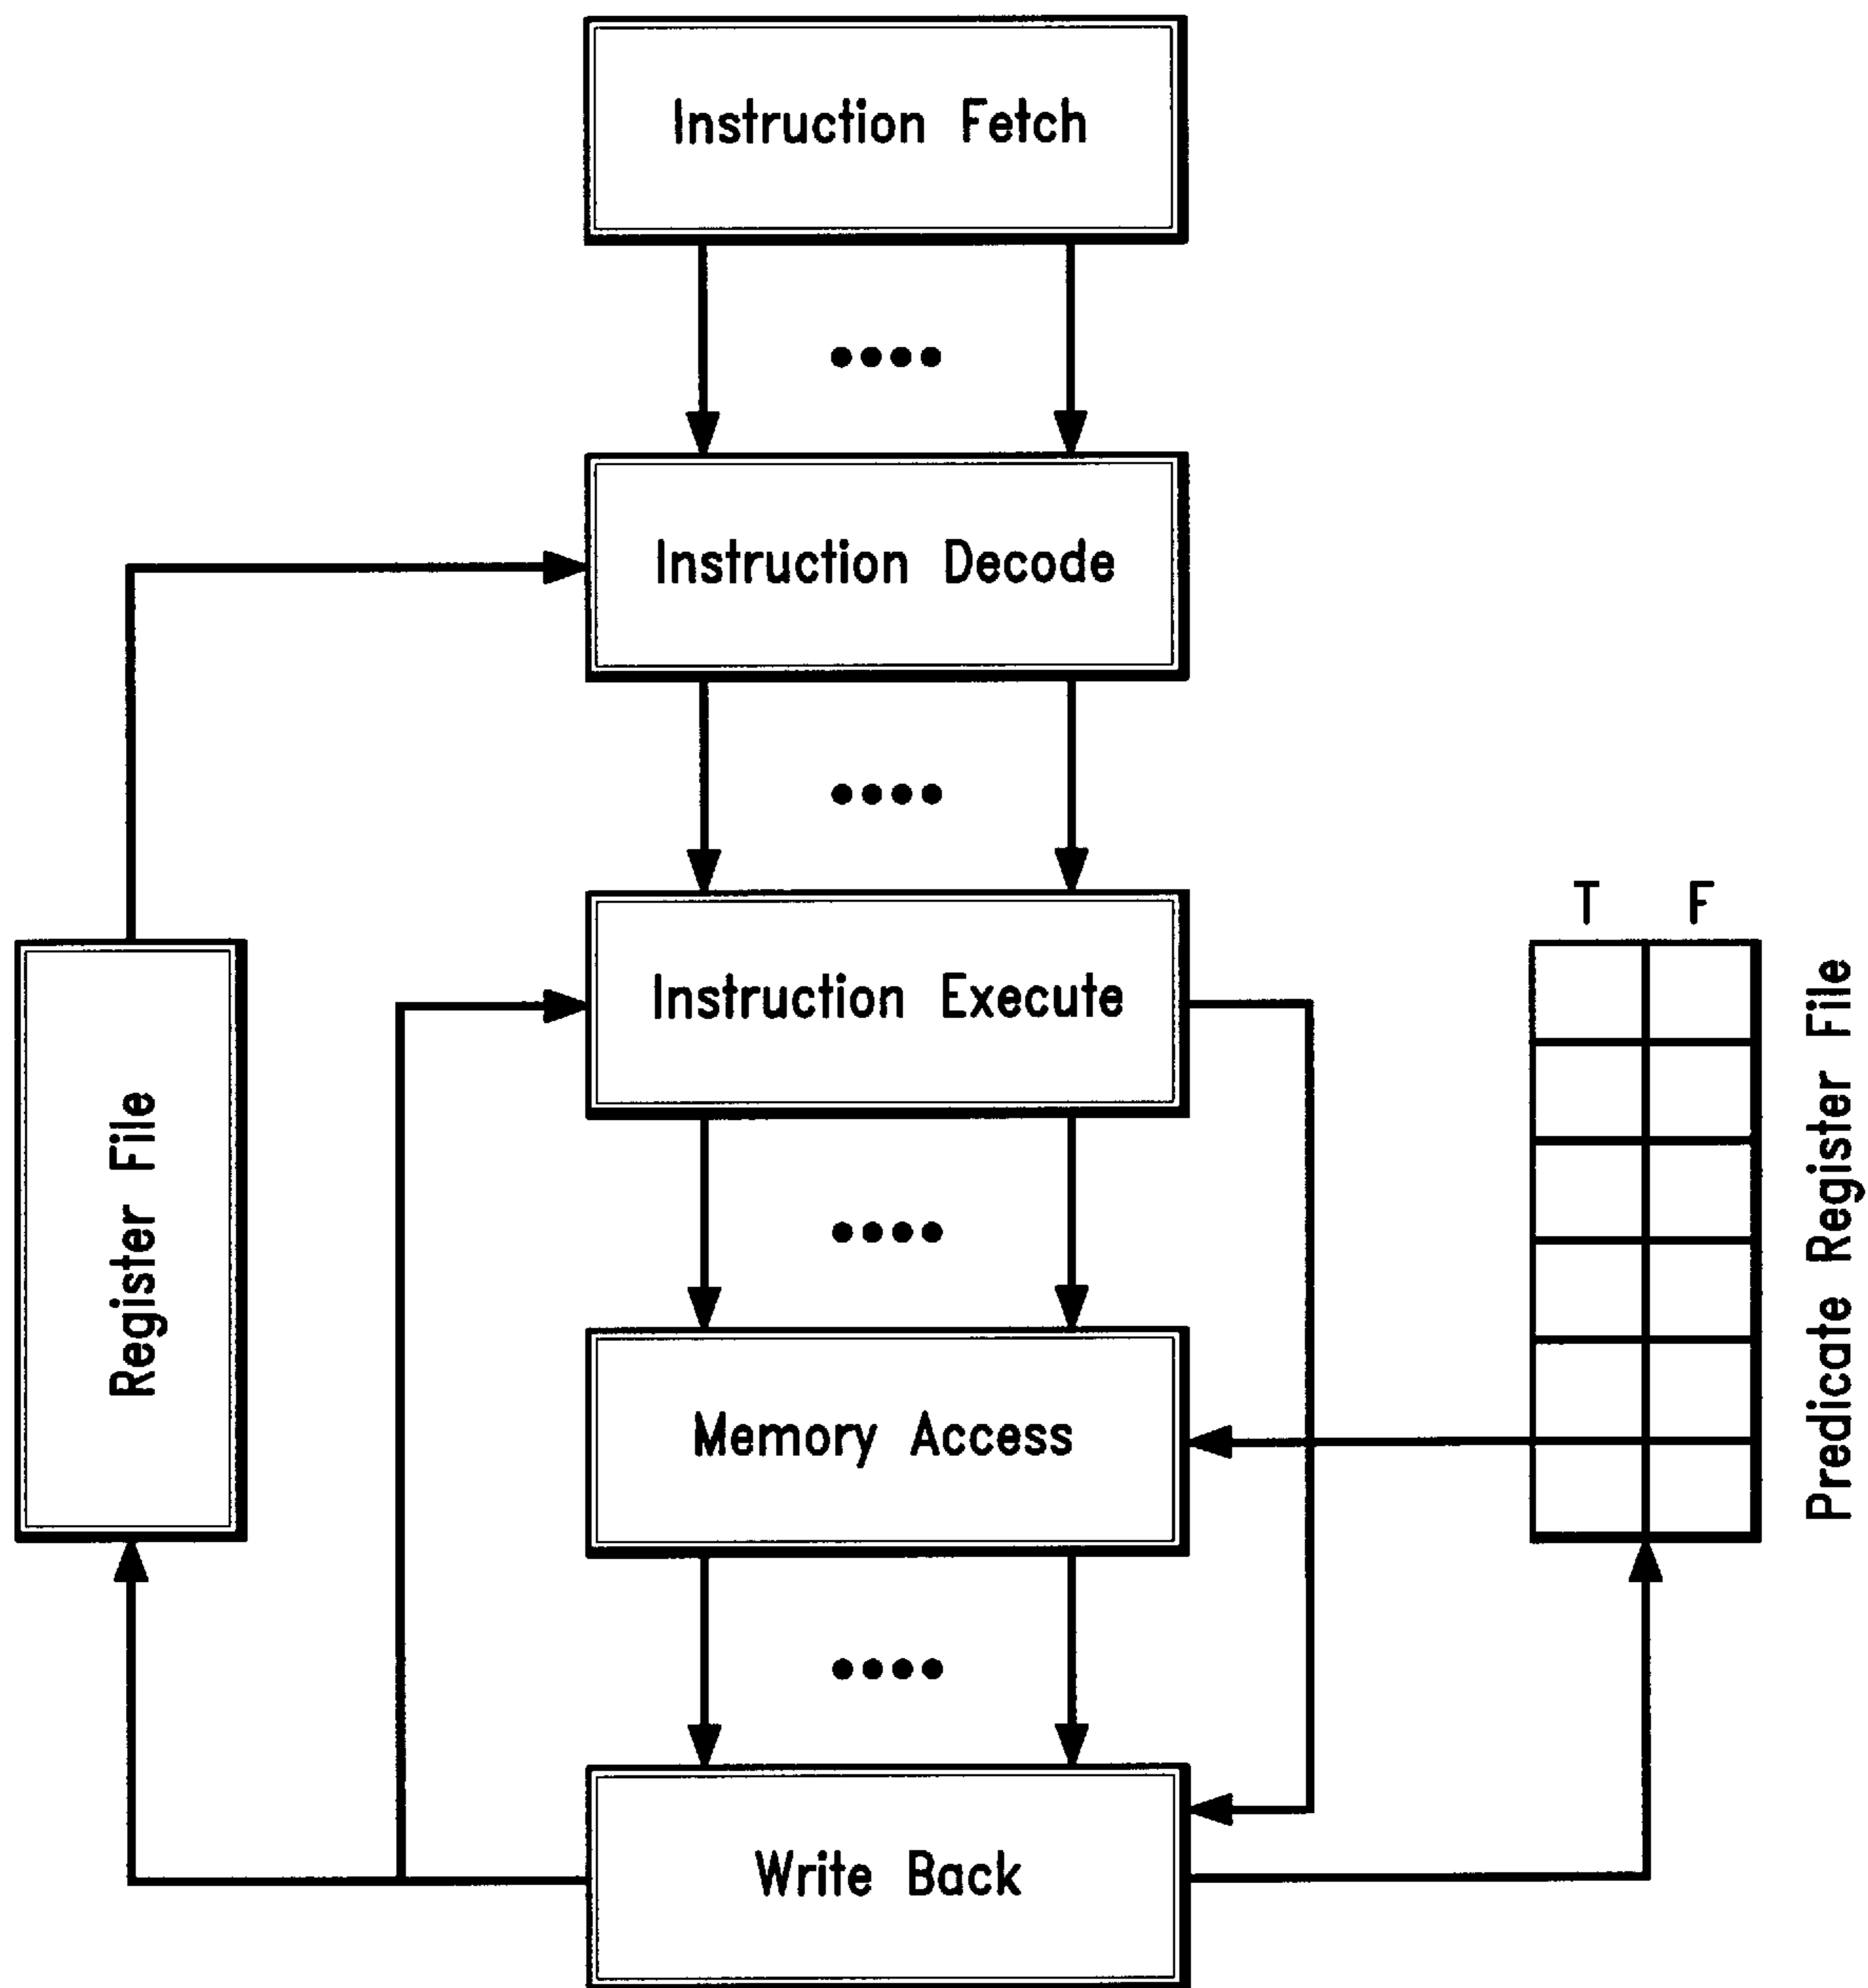 Instruction Fetch
Instruction Decode
Instruction Execute
T F
Register File
Predicate Register File
Memory Access
Write Back